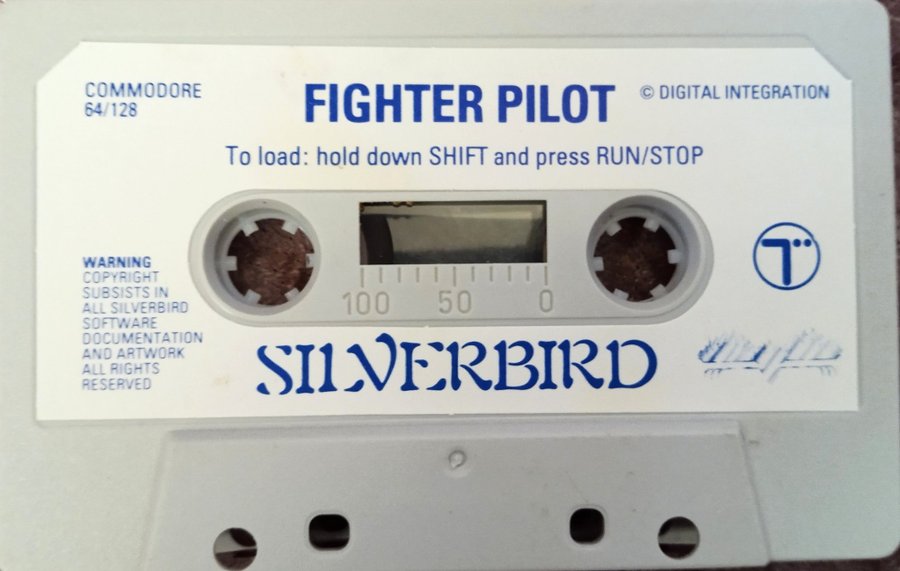 COMMODORE
64/128
FIGHTER PILOT
© DIGITAL INTEGRATION
To load: hold down SHIFT and press RUN/STOP
100 50 0
WARNING
COPYRIGHT
SUBSISTS IN
ALL SILVERBIRD
SOFTWARE
DOCUMENTATION
AND ARTWORK
ALL RIGHTS
RESERVED
SILVERBIRD